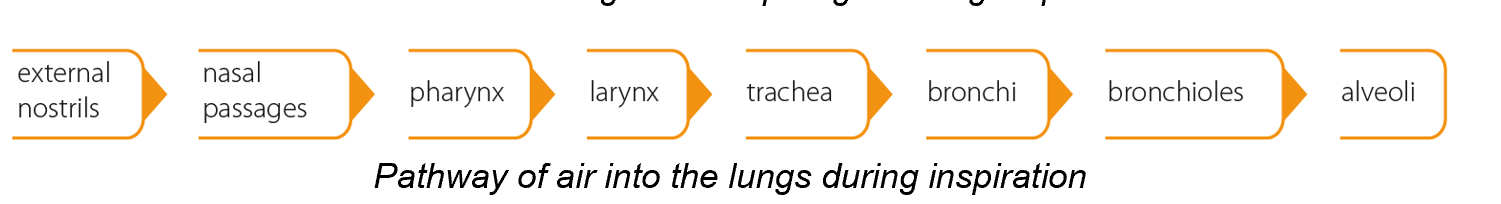 external
nostrils
nasal
passages
pharynx
larynx
trachea
bronchi
bronchioles
alveoli
Pathway of air into the lungs during inspiration